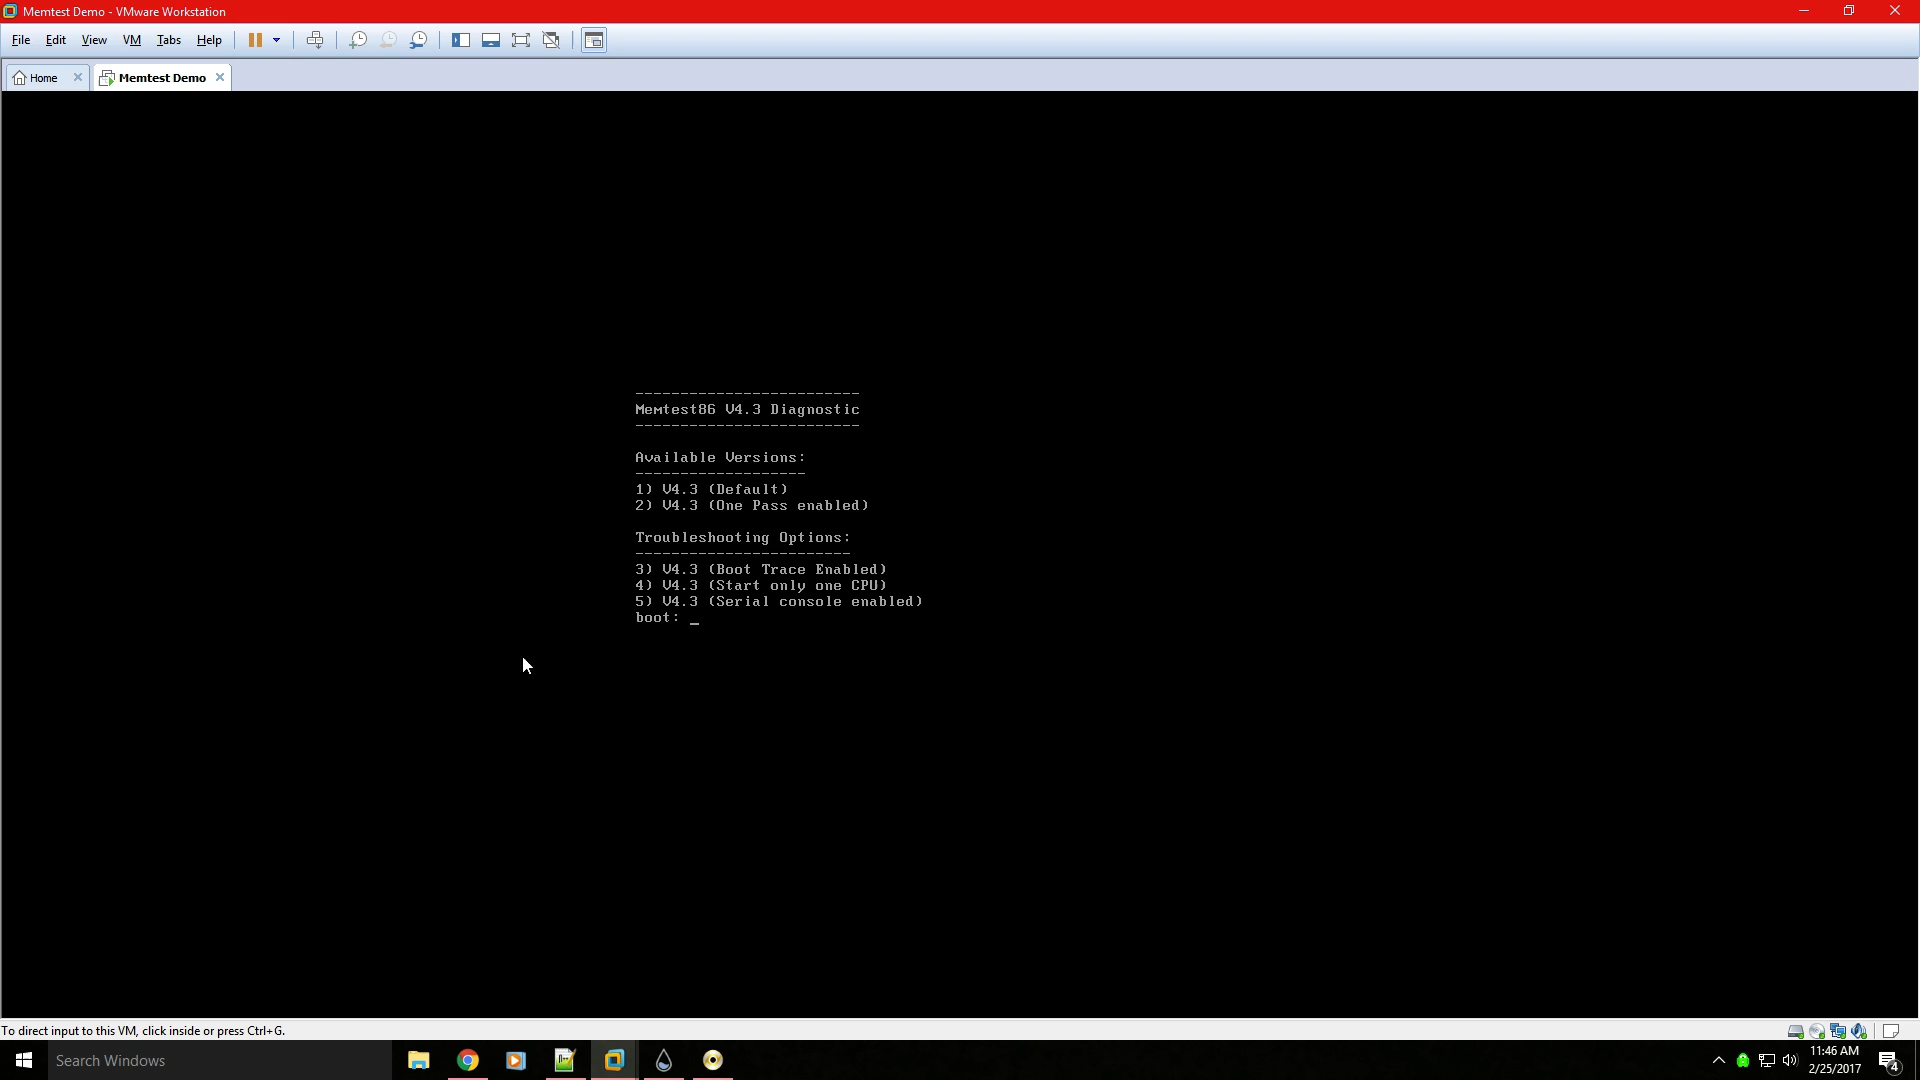 Memtest Demo - VMware Workstation
File Edit View VM Tabs Help
Home Memtest Demo
-------------------------
Memtest86 V4.3 Diagnostic
-------------------------
Available Versions:
-------------------
1) V4.3 (Default)
2) V4.3 (One Pass enabled)
Troubleshooting Options:
------------------------
3) V4.3 (Boot Trace Enabled)
4) V4.3 (Start only one CPU)
5) V4.3 (Serial console enabled)
boot: _
To direct input to this VM, click inside or press Ctrl+G.
Search Windows
11:46 AM
2/25/2017
4